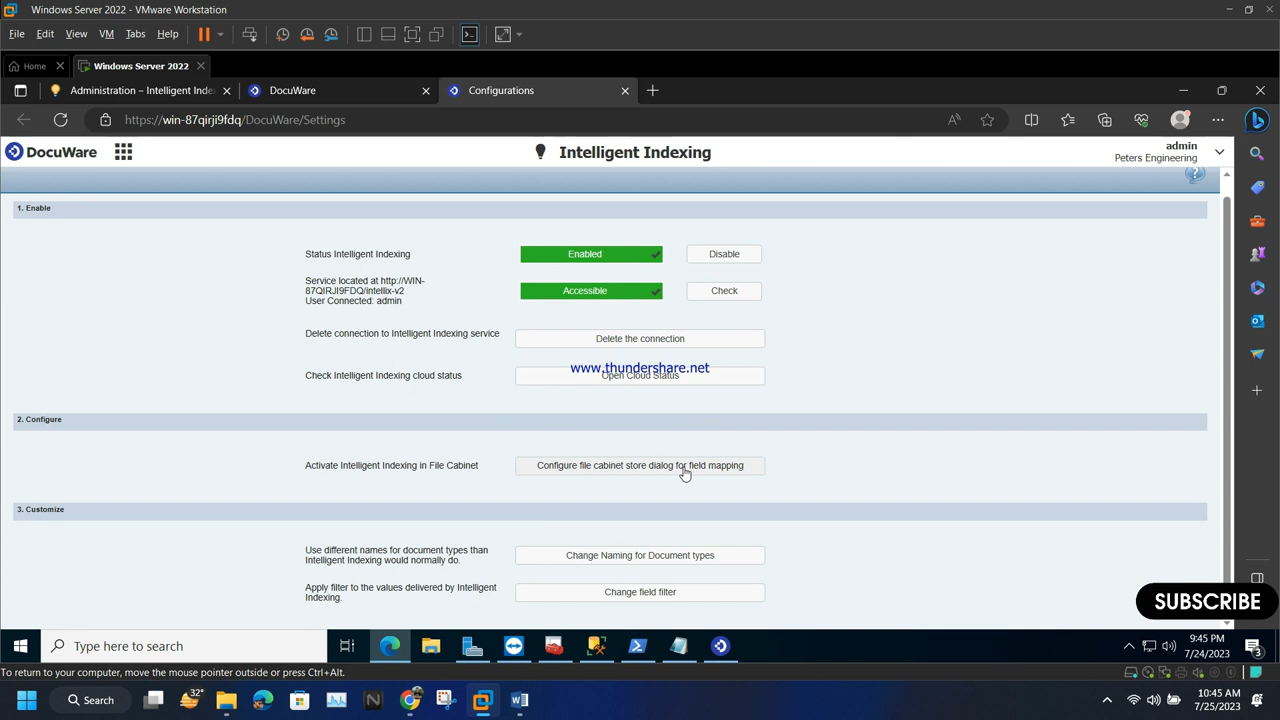 Windows Server 2022 - VMware Workstation
File Edit View VM Tabs Help
Home Windows Server 2022
Administration – Intelligent Inde DocuWare Configurations
https://win-87qirji9fdq/DocuWare/Settings
DocuWare Intelligent Indexing admin
Peters Engineering
1. Enable
Status Intelligent Indexing Enabled Disable
Service located at http://WIN-
87QIRJI9FDQ/intellix-v2 Accessible Check
User Connected: admin
Delete connection to Intelligent Indexing service Delete the connection
www.thundershare.net
Check Intelligent Indexing cloud status Open Cloud Status
2. Configure
Activate Intelligent Indexing in File Cabinet Configure file cabinet store dialog for field mapping
3. Customize
Use different names for document types than
Intelligent Indexing would normally do. Change Naming for Document types
Apply filter to the values delivered by Intelligent
Indexing. Change field filter
SUBSCRIBE
Type here to search 9:45 PM
7/24/2023 3
To return to your computer, move the mouse pointer outside or press Ctrl+Alt.
Search 32° 10:45 AM
7/25/2023